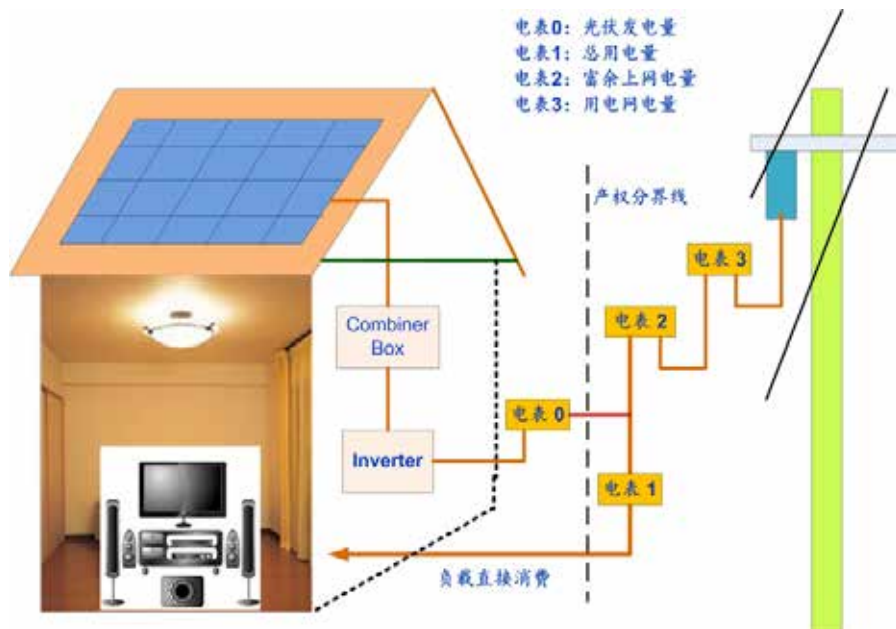 电表0：光伏发电量
电表1：总用电量
电表2：富余上网电量
电表3：用电网电量
产权分界线
电表 3
电表 2
Combiner
Box
电表 0
Inverter
电表 1
负载直接消费